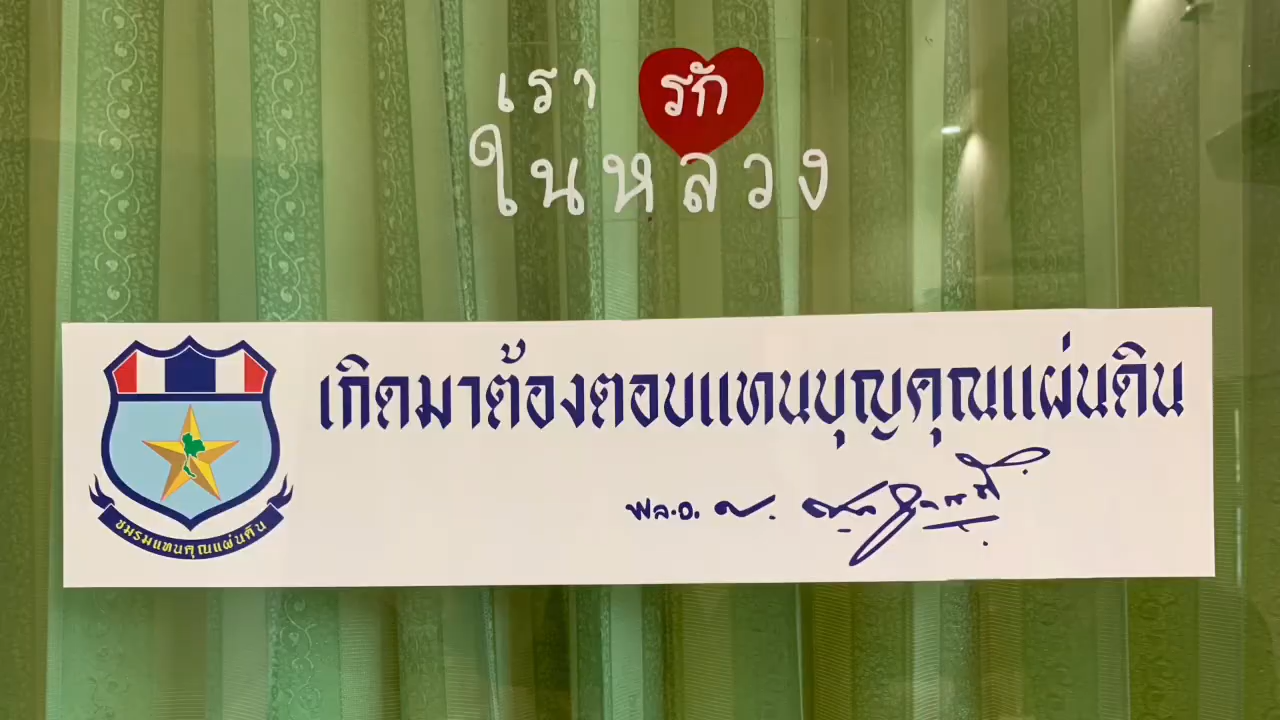 เรา รัก
ในหลวง
เกิดมาต้องตอบแทนบุญคุณแผ่นดิน
พล.อ. ป.
ชมรมแทนคุณแผ่นดิน